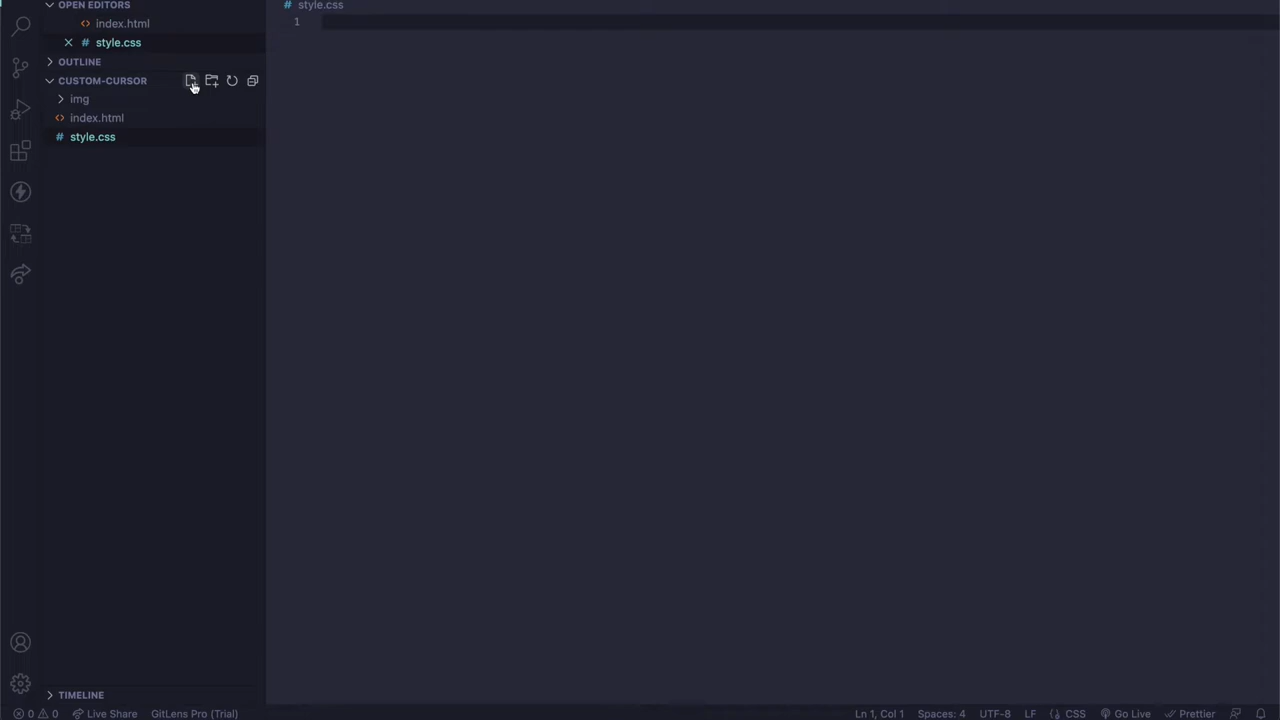 OPEN EDITORS
<> index.html
# style.css
OUTLINE
CUSTOM-CURSOR
img
<> index.html
# style.css
TIMELINE
# style.css
1
0 0 Live Share GitLens Pro (Trial) Ln 1, Col 1 Spaces: 4 UTF-8 LF {} CSS Go Live Prettier